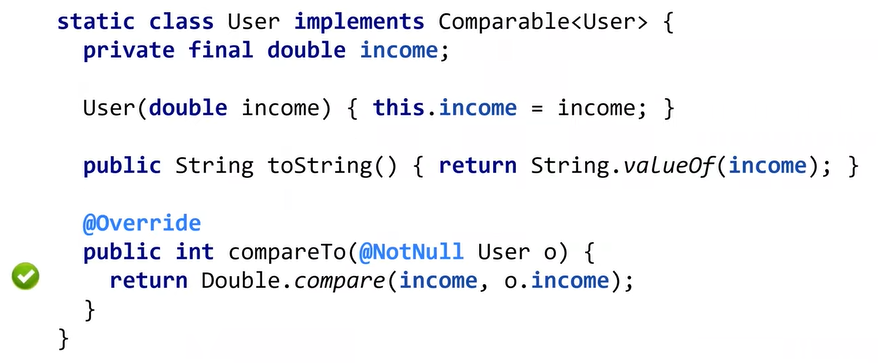 static class User implements Comparable<User> {
  private final double income;
  User(double income) { this.income = income; }
  public String toString() { return String.valueOf(income); }
  @Override
  public int compareTo(@NotNull User o) {
    return Double.compare(income, o.income);
  }
}